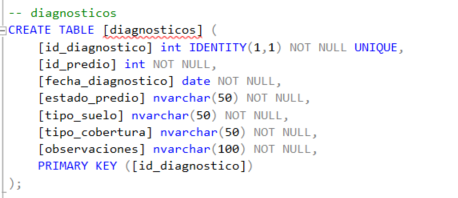 -- diagnosticos
CREATE TABLE [diagnosticos] (
[id_diagnostico] int IDENTITY(1,1) NOT NULL UNIQUE,
[id_predio] int NOT NULL,
[fecha_diagnostico] date NOT NULL,
[estado_predio] nvarchar(50) NOT NULL,
[tipo_suelo] nvarchar(50) NOT NULL,
[tipo_cobertura] nvarchar(50) NOT NULL,
[observaciones] nvarchar(100) NOT NULL,
PRIMARY KEY ([id_diagnostico])
);